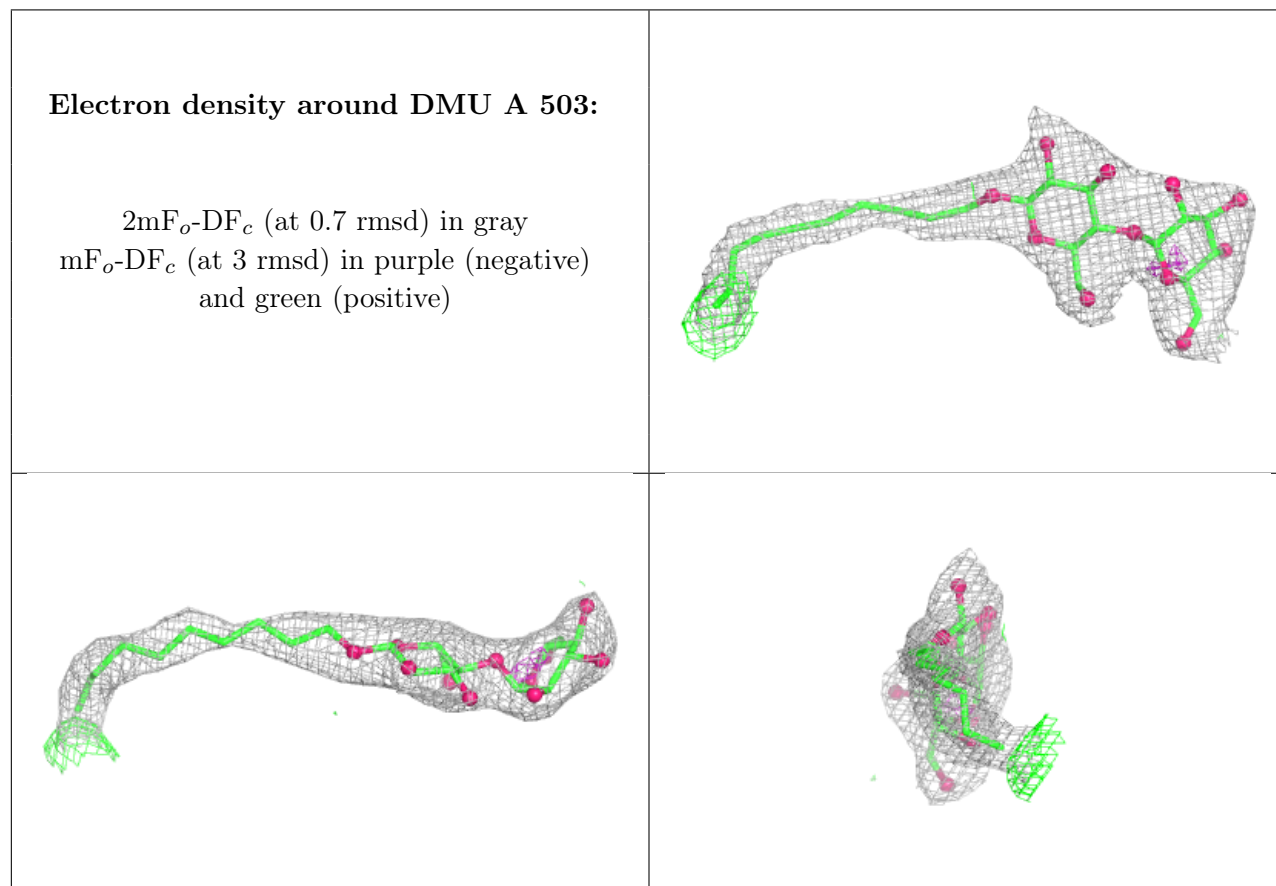 Electron density around DMU A 503:
2mFo-DFc (at 0.7 rmsd) in gray
mFo-DFc (at 3 rmsd) in purple (negative)
and green (positive)